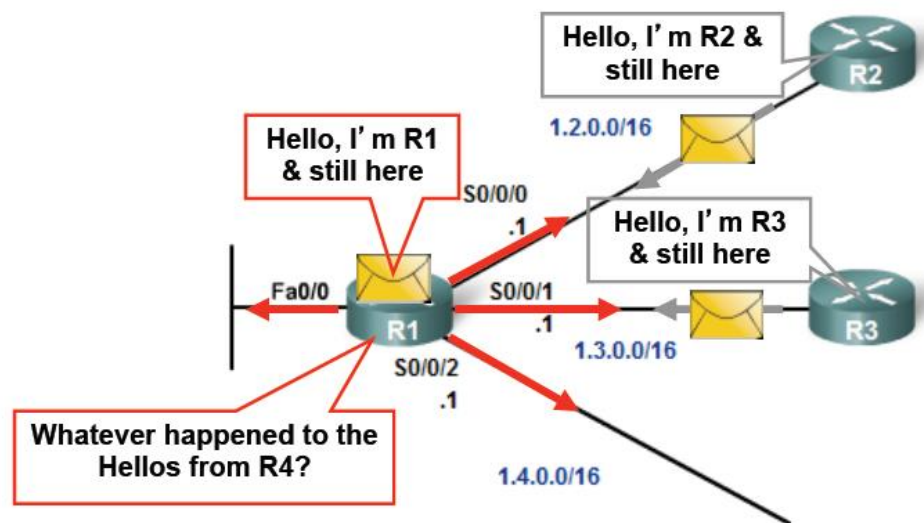 Hello, I’m R2 &
still here
R2
1.2.0.0/16
Hello, I’m R1
& still here
S0/0/0
.1
Hello, I’m R3
& still here
Fa0/0
R1
S0/0/1
.1
R3
1.3.0.0/16
S0/0/2
.1
Whatever happened to the
Hellos from R4?
1.4.0.0/16